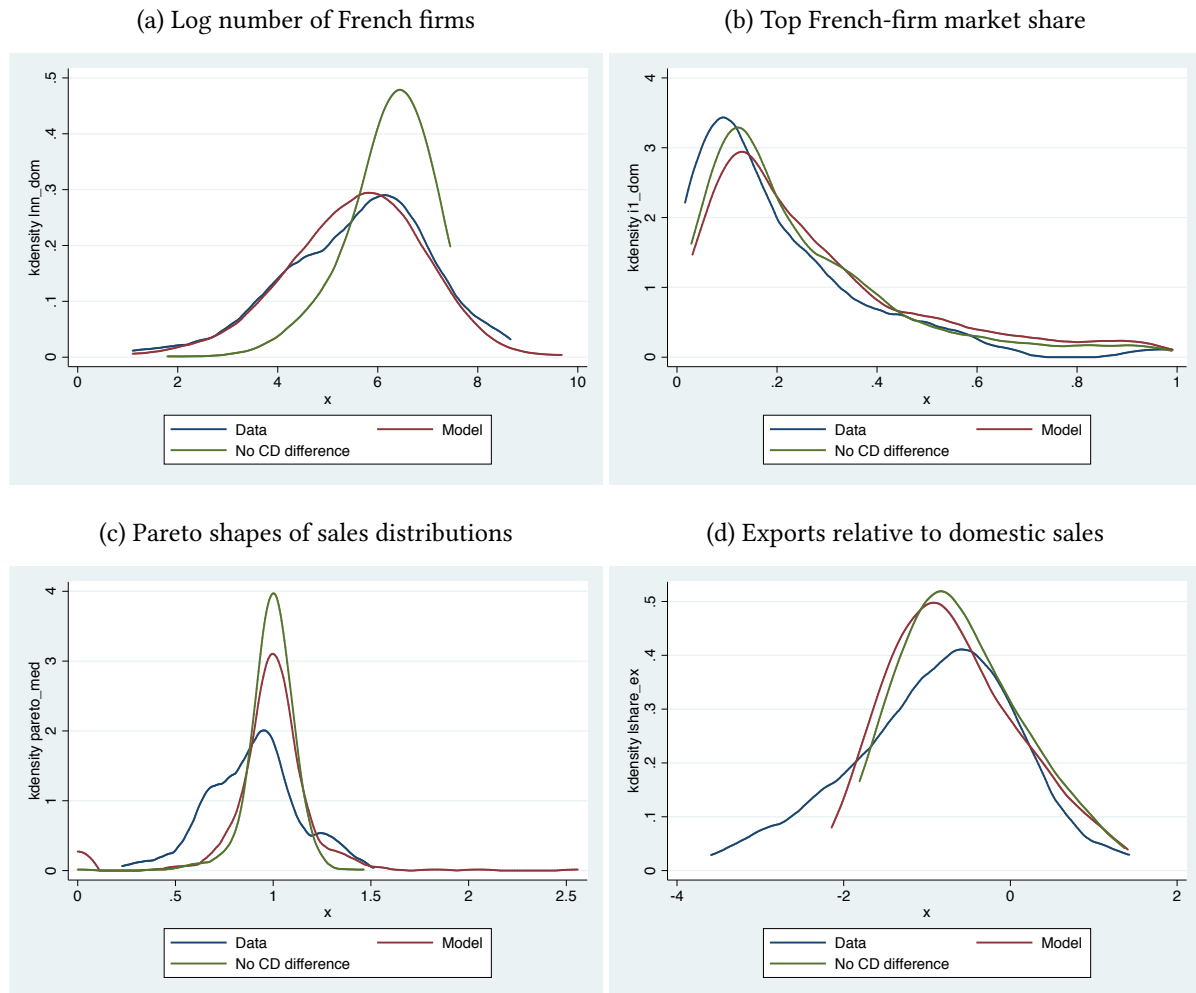 (a) Log number of French firms
kdensity lnn_dom
.5
.4
.3
.2
.1
0
0 2 4 6 8 10
x
Data Model
No CD difference
(b) Top French-firm market share
kdensity i1_dom
4
3
2
1
0
0 .2 .4 .6 .8 1
x
Data Model
No CD difference
(c) Pareto shapes of sales distributions
kdensity pareto_med
4
3
2
1
0
0 .5 1 1.5 2 2.5
x
Data Model
No CD difference
(d) Exports relative to domestic sales
kdensity lshare_ex
.5
.4
.3
.2
.1
0
-4 -2 0 2
x
Data Model
No CD difference